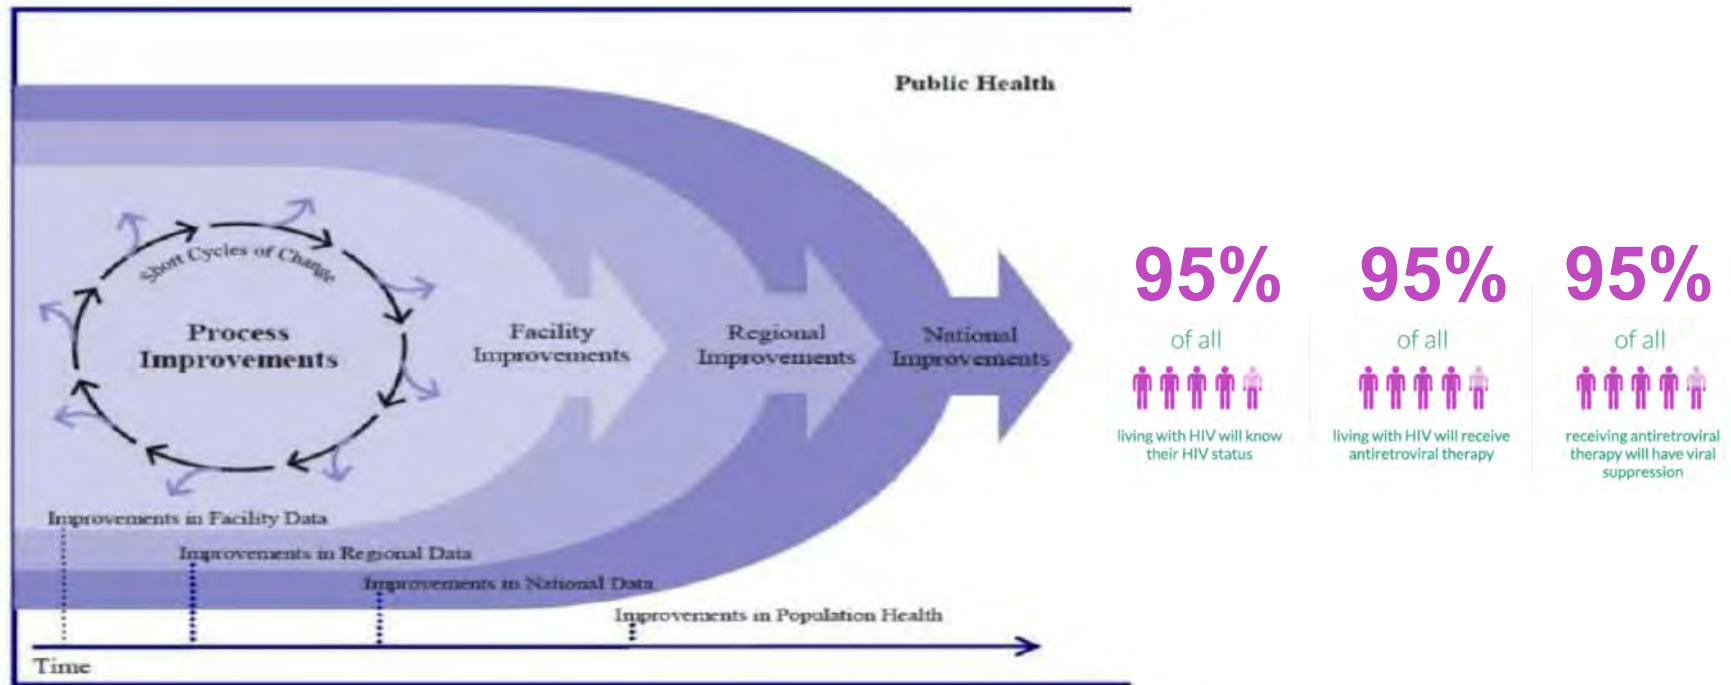 Public Health
Short Cycles of Change
Process
Improvements
Facility
Improvements
Regional
Improvements
National
Improvements
Improvements in Facility Data
Improvements in Regional Data
Improvements in National Data
Improvements in Population Health
Time
95%
of all
living with HIV will know
their HIV status
95%
of all
living with HIV will receive
antiretroviral therapy
95%
of all
receiving antiretroviral
therapy will have viral
suppression